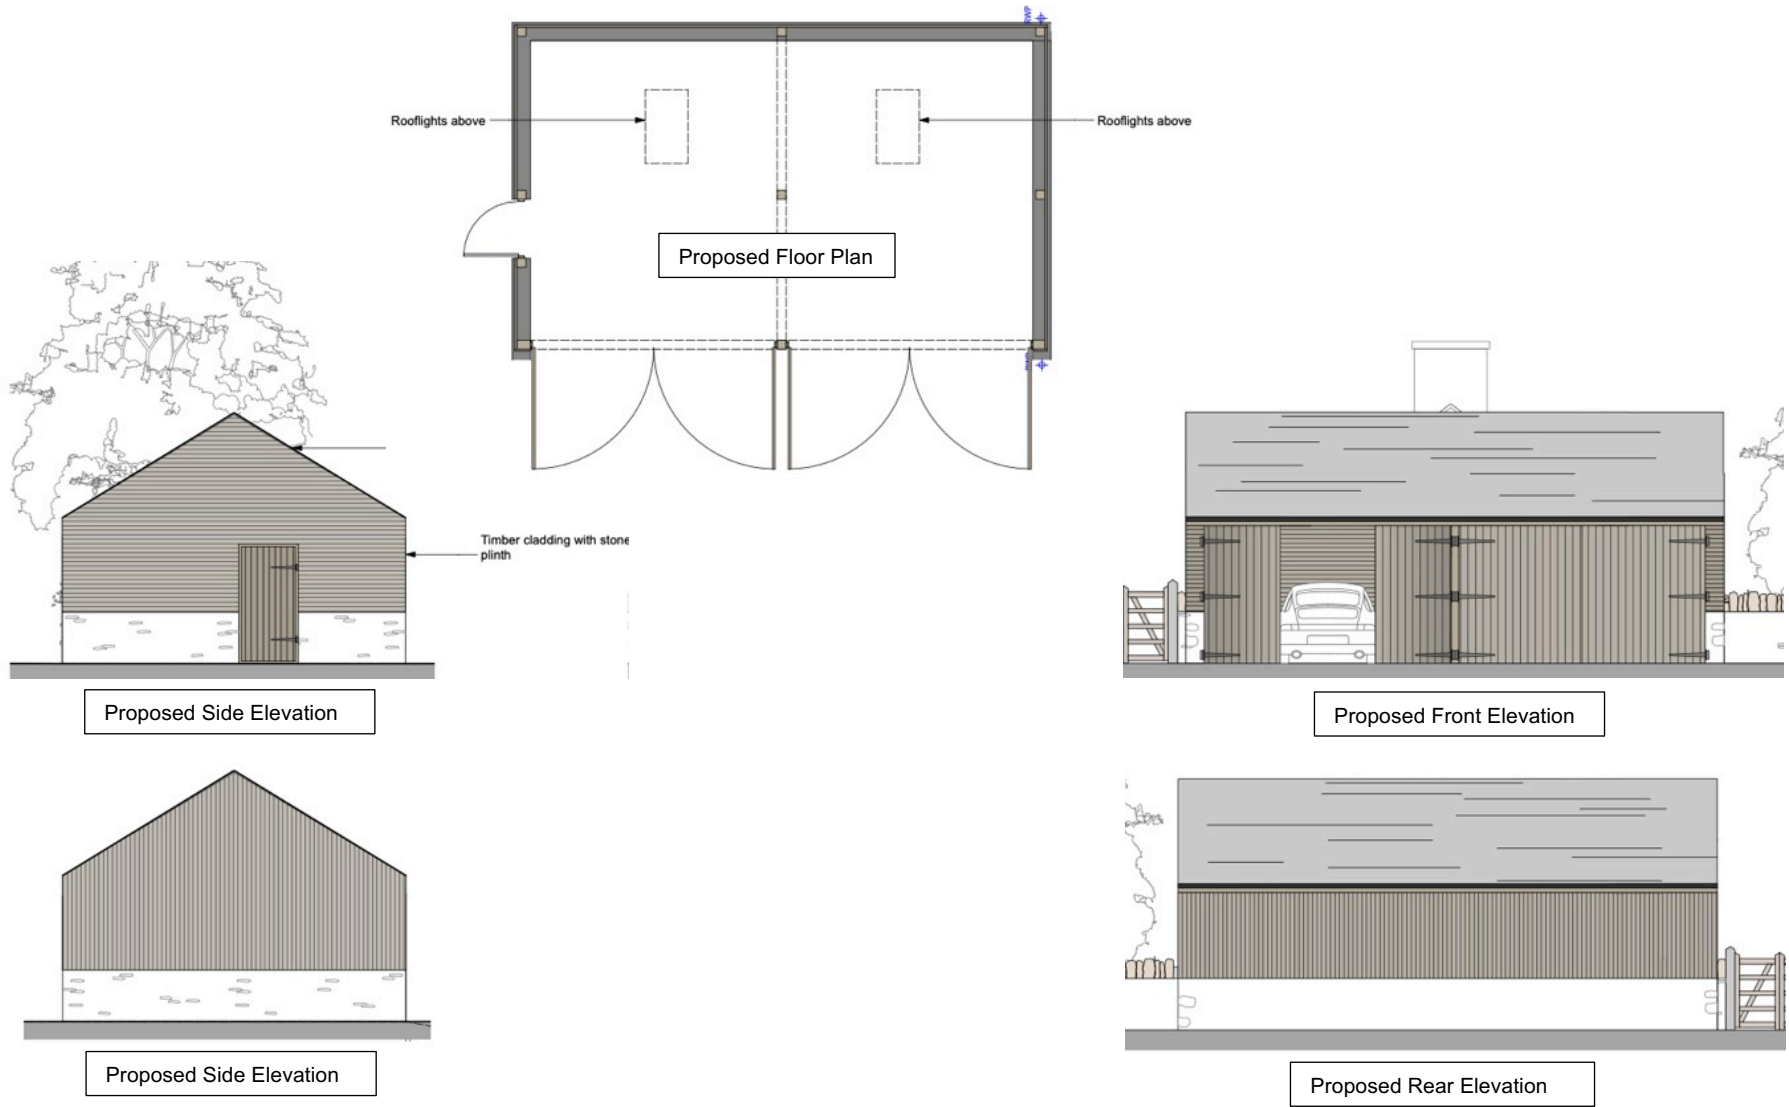 RWP
Rooflights above
Rooflights above
Proposed Floor Plan
Timber cladding with stone
plinth
Proposed Side Elevation
Proposed Front Elevation
Proposed Side Elevation
Proposed Rear Elevation